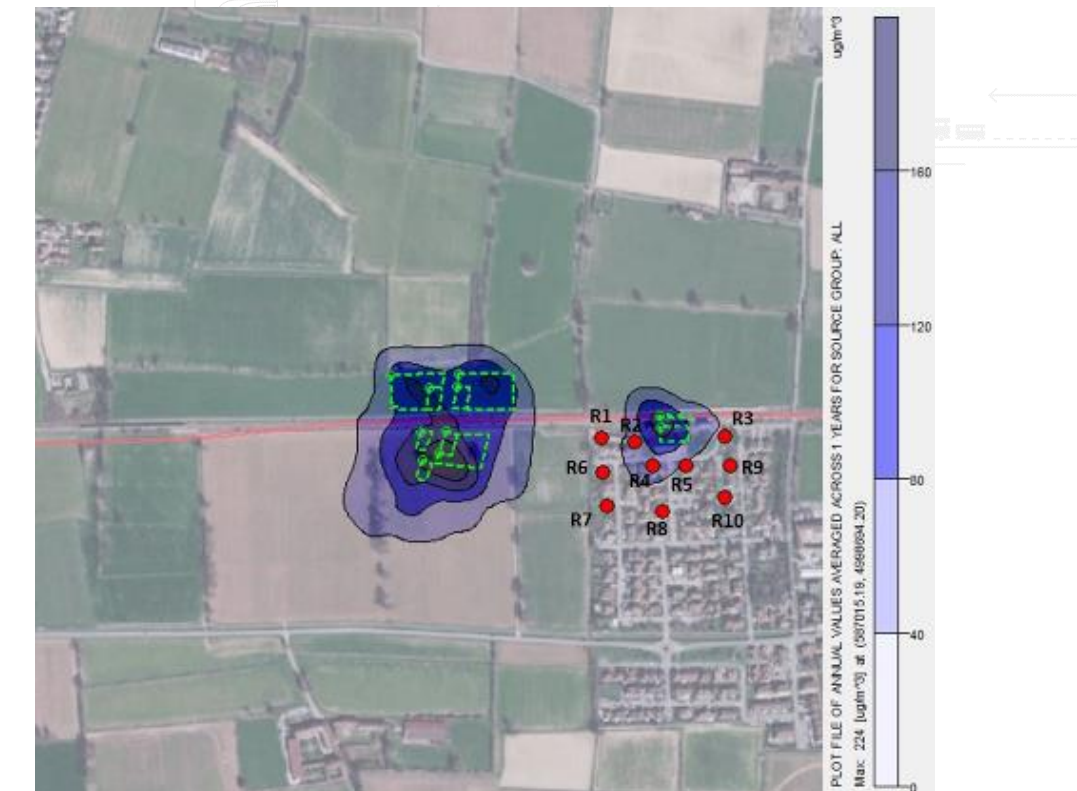 R1
R2
R3
R6
R4
R5
R9
R7
R8
R10
PLOT FILE OF ANNUAL VALUES AVERAGED ACROSS 1 YEARS FOR SOURCE GROUP: ALL
ug/m^3
Max: 224 [ug/m^3] at (587015.19, 4998694.20)
160
120
80
40
0